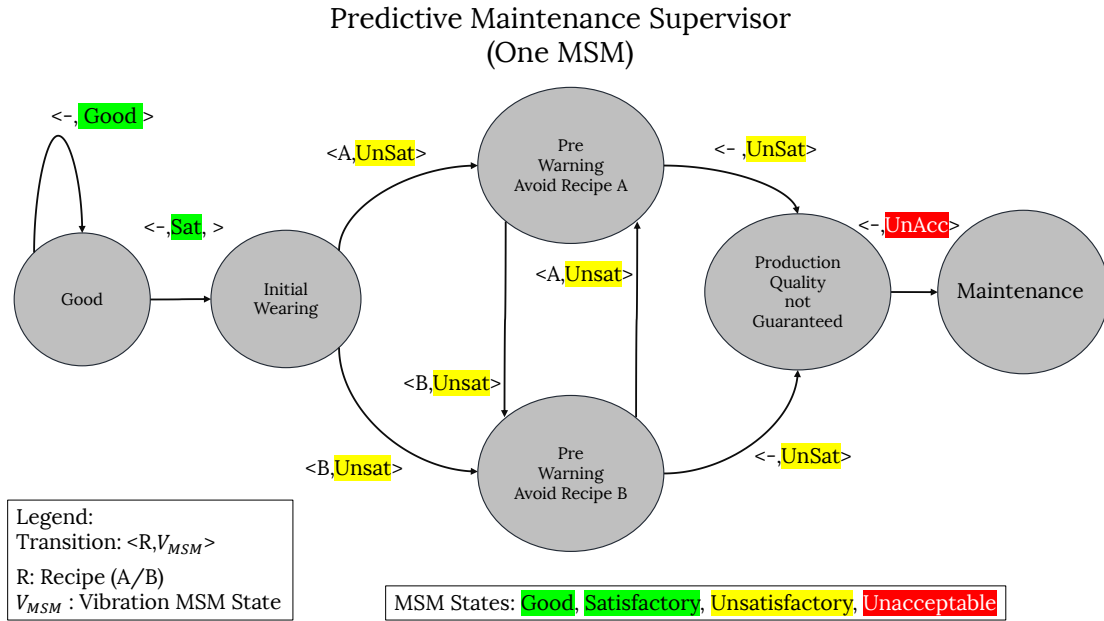 Predictive Maintenance Supervisor
(One MSM)
<-, Good >
<-,Sat, >
<A,UnSat>
<- ,UnSat>
<-,UnAcc>
<A,Unsat>
<B,Unsat>
<B,Unsat>
<-,UnSat>
Good
Initial
Wearing
Pre
Warning
Avoid Recipe A
Pre
Warning
Avoid Recipe B
Production
Quality
not
Guaranteed
Maintenance
Legend:
Transition: <R,V_MSM>
R: Recipe (A/B)
V_MSM : Vibration MSM State
MSM States: Good, Satisfactory, Unsatisfactory, Unacceptable